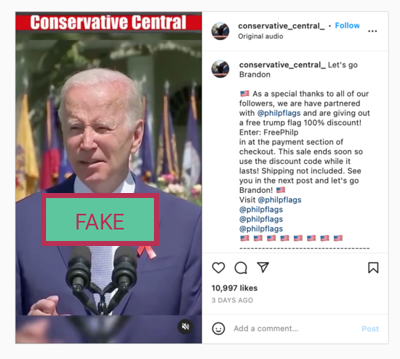 Conservative Central
FAKE
conservative_central_ • Follow
Original audio
conservative_central_ Let's go
Brandon
🇺🇸 As a special thanks to all of our
followers, we are have partnered
with @philpflags and are giving out
a free trump flag 100% discount!
Enter: FreePhilp
in at the payment section of
checkout. This sale ends soon so
use the discount code while it
lasts! Shipping not included. See
you in the next post and let's go
Brandon! 🇺🇸
Visit @philpflags
@philpflags
@philpflags
@philpflags
🇺🇸 🇺🇸 🇺🇸 🇺🇸 🇺🇸 🇺🇸 🇺🇸 🇺🇸
--------------------------------
10,997 likes
3 DAYS AGO
Add a comment...
Post